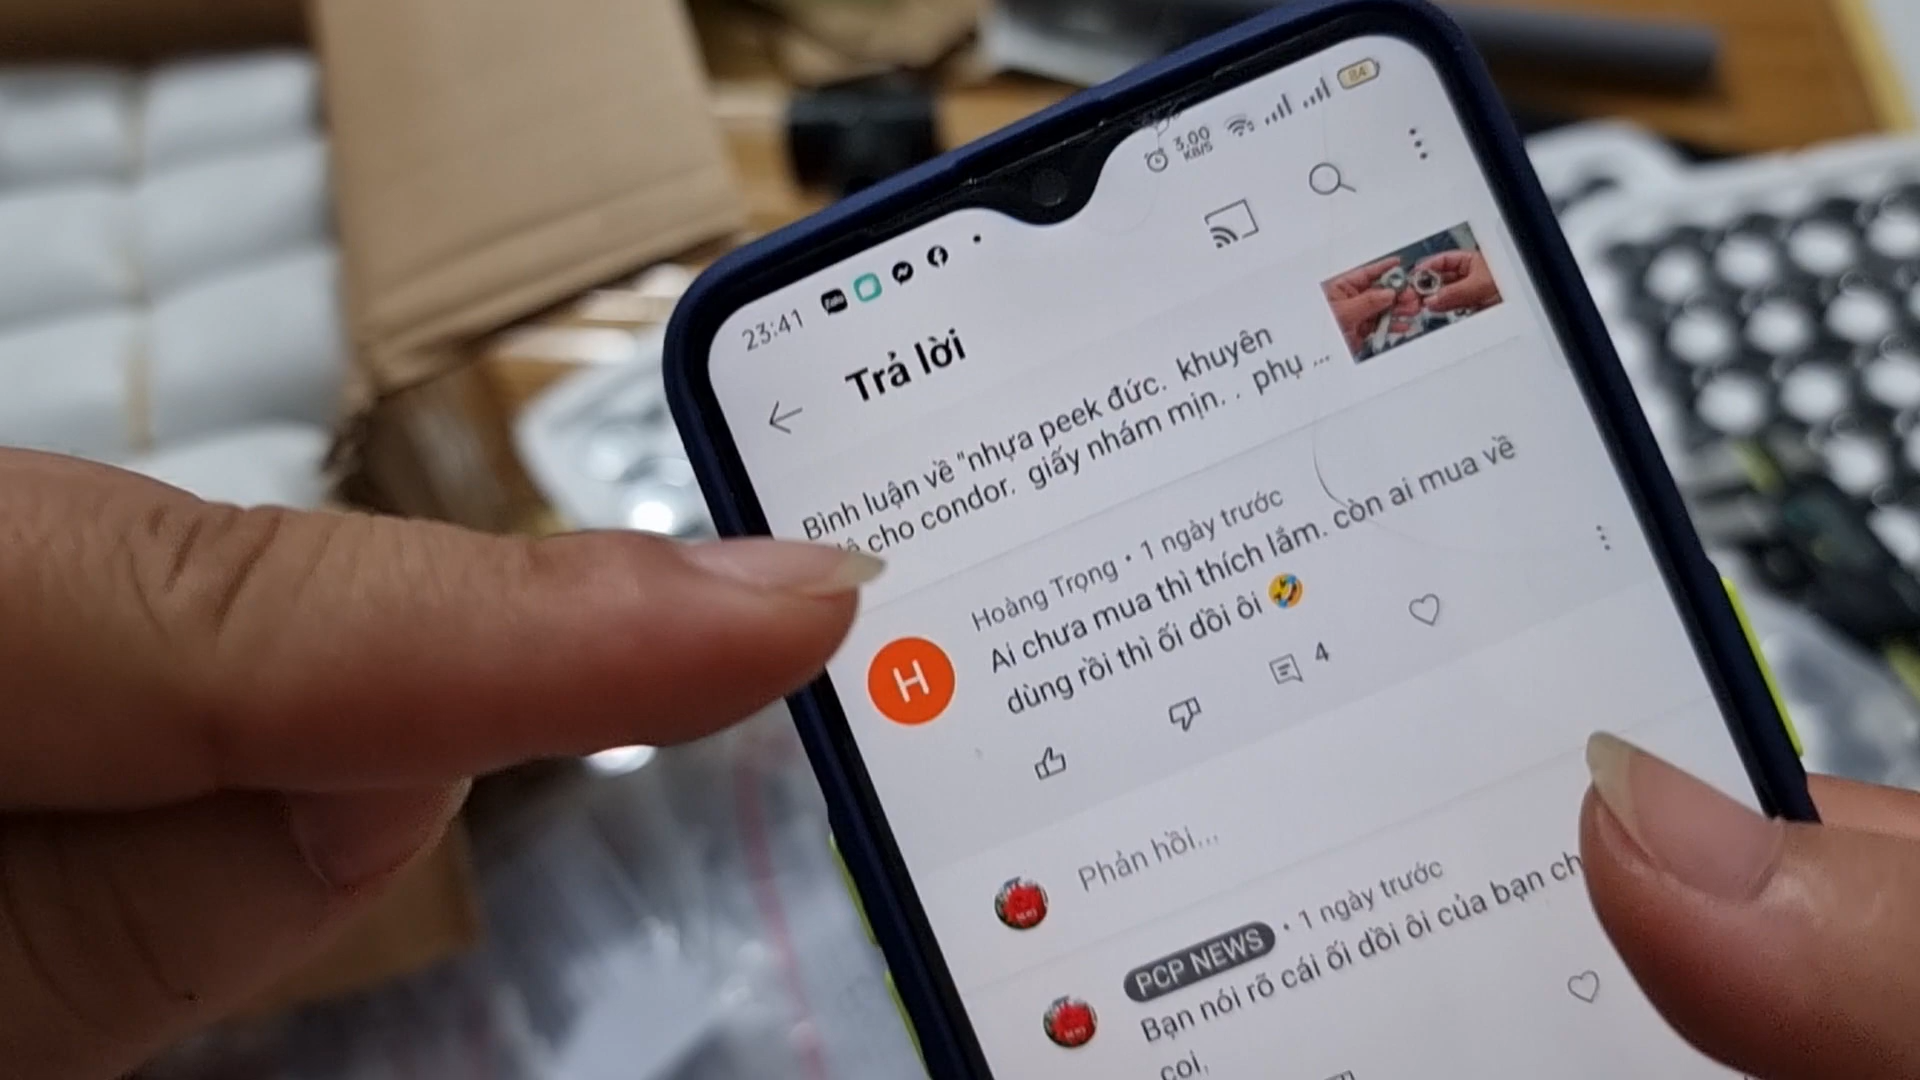 23:41
3,00
KB/S
84
Trả lời
Bình luận về "nhựa peek đức. khuyên
cho condor. giấy nhám mịn. . phụ ...
Hoàng Trọng • 1 ngày trước
Ai chưa mua thì thích lắm. còn ai mua về
dùng rồi thì ối dồi ôi 🤣
4
H
Phản hồi...
PCP NEWS • 1 ngày trước
Bạn nói rõ cái ối dồi ôi của bạn ch
coi.